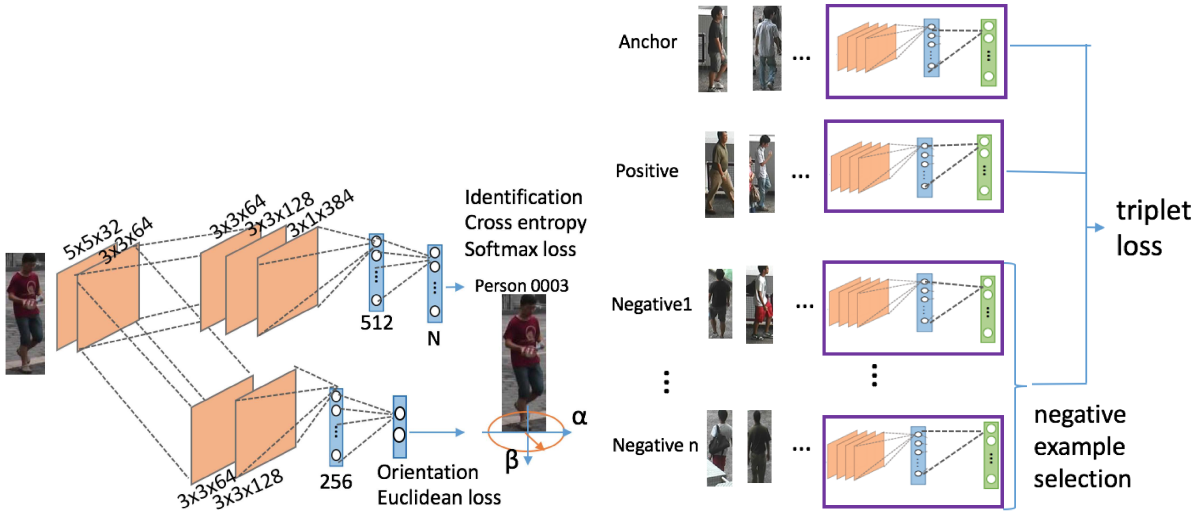 5x5x32
3x3x64
3x3x64
3x3x128
3x1x384
512
N
Identification
Cross entropy
Softmax loss
Person 0003
3x3x64
3x3x128
256
Orientation
Euclidean loss
α
β
Anchor
...
Positive
...
Negative1
...
Negative n
...
negative
example
selection
triplet
loss